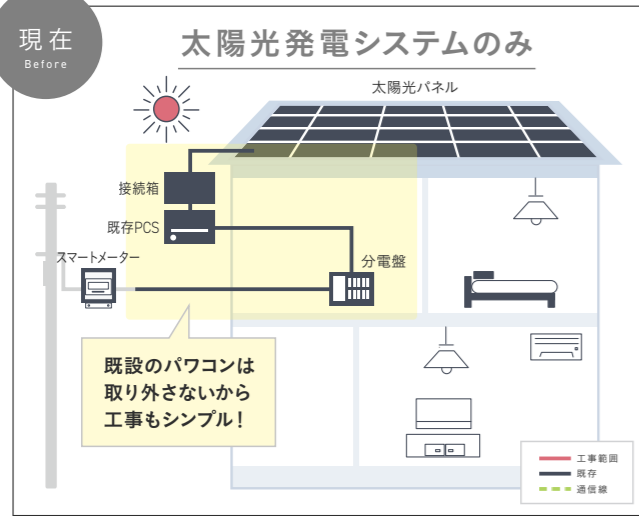 現在
Before
太陽光発電システムのみ
太陽光パネル
接続箱
既存PCS
スマートメーター
分電盤
既設のパワコンは
取り外さないから
工事もシンプル！
工事範囲
既存
通信線